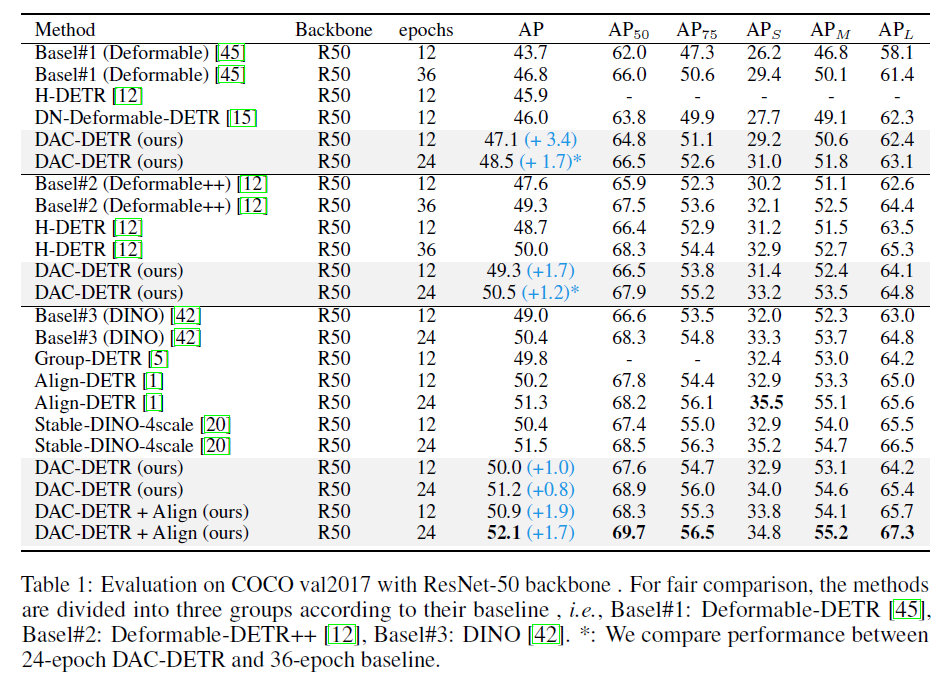 Method Backbone epochs AP AP50 AP75 APS APM APL
Basel#1 (Deformable) [45] R50 12 43.7 62.0 47.3 26.2 46.8 58.1
Basel#1 (Deformable) [45] R50 36 46.8 66.0 50.6 29.4 50.1 61.4
H-DETR [12] R50 12 45.9 - - - - -
DN-Deformable-DETR [15] R50 12 46.0 63.8 49.9 27.7 49.1 62.3
DAC-DETR (ours) R50 12 47.1 (+ 3.4) 64.8 51.1 29.2 50.6 62.4
DAC-DETR (ours) R50 24 48.5 (+ 1.7)* 66.5 52.6 31.0 51.8 63.1
Basel#2 (Deformable++) [12] R50 12 47.6 65.9 52.3 30.2 51.1 62.6
Basel#2 (Deformable++) [12] R50 36 49.3 67.5 53.6 32.1 52.5 64.4
H-DETR [12] R50 12 48.7 66.4 52.9 31.2 51.5 63.5
H-DETR [12] R50 36 50.0 68.3 54.4 32.9 52.7 65.3
DAC-DETR (ours) R50 12 49.3 (+1.7) 66.5 53.8 31.4 52.4 64.1
DAC-DETR (ours) R50 24 50.5 (+1.2)* 67.9 55.2 33.2 53.5 64.8
Basel#3 (DINO) [42] R50 12 49.0 66.6 53.5 32.0 52.3 63.0
Basel#3 (DINO) [42] R50 24 50.4 68.3 54.8 33.3 53.7 64.8
Group-DETR [5] R50 12 49.8 - - 32.4 53.0 64.2
Align-DETR [1] R50 12 50.2 67.8 54.4 32.9 53.3 65.0
Align-DETR [1] R50 24 51.3 68.2 56.1 35.5 55.1 65.6
Stable-DINO-4scale [20] R50 12 50.4 67.4 55.0 32.9 54.0 65.5
Stable-DINO-4scale [20] R50 24 51.5 68.5 56.3 35.2 54.7 66.5
DAC-DETR (ours) R50 12 50.0 (+1.0) 67.6 54.7 32.9 53.1 64.2
DAC-DETR (ours) R50 24 51.2 (+0.8) 68.9 56.0 34.0 54.6 65.4
DAC-DETR + Align (ours) R50 12 50.9 (+1.9) 68.3 55.3 33.8 54.1 65.7
DAC-DETR + Align (ours) R50 24 52.1 (+1.7) 69.7 56.5 34.8 55.2 67.3
Table 1: Evaluation on COCO val2017 with ResNet-50 backbone . For fair comparison, the methods
are divided into three groups according to their baseline , i.e., Basel#1: Deformable-DETR [45],
Basel#2: Deformable-DETR++ [12], Basel#3: DINO [42]. *: We compare performance between
24-epoch DAC-DETR and 36-epoch baseline.